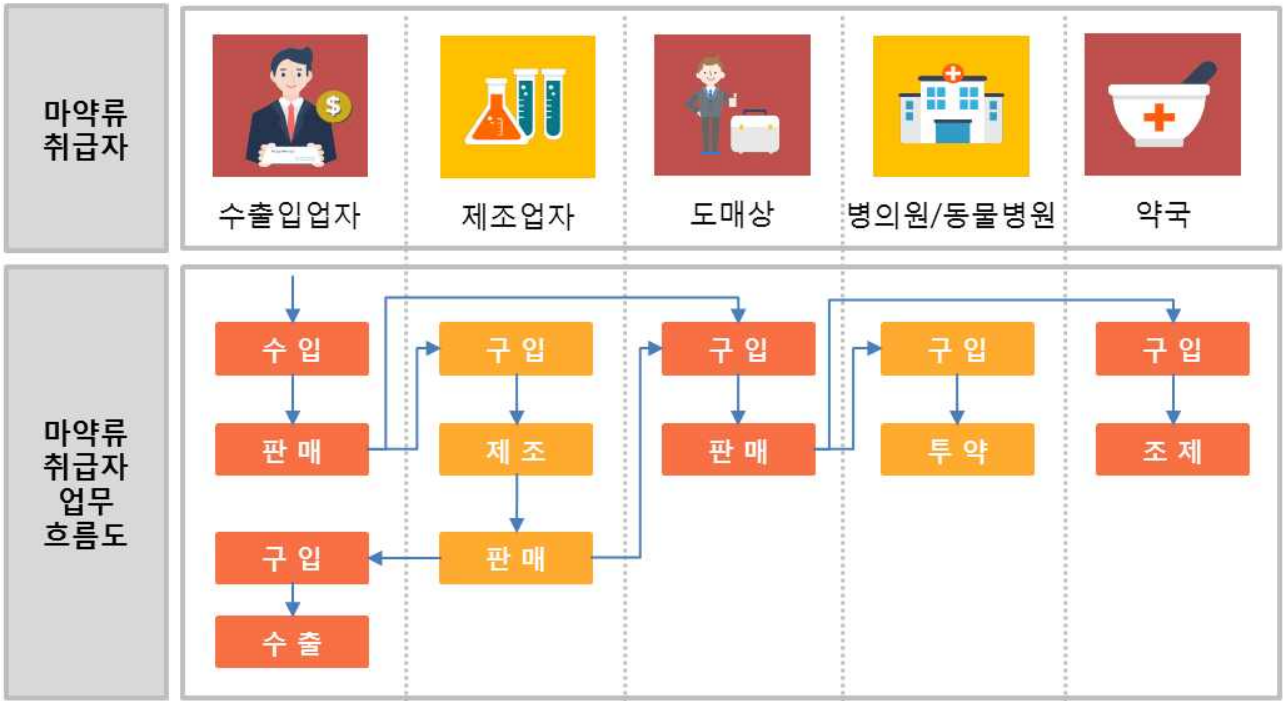 마약류
취급자
수출입업자
제조업자
도매상
병의원/동물병원
약국
마약류
취급자
업무
흐름도
수 입
구 입
구 입
구 입
구 입
판 매
제 조
판 매
투 약
조 제
구 입
판 매
수 출
$